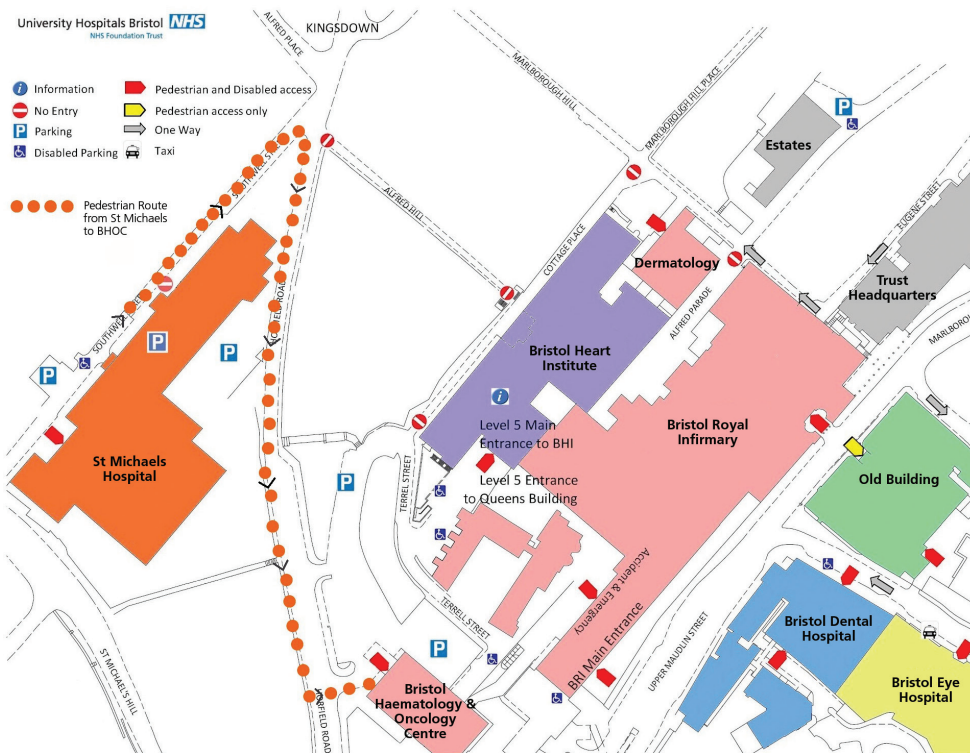 University Hospitals Bristol NHS
NHS Foundation Trust
Information
No Entry
P Parking
Disabled Parking
Pedestrian and Disabled access
Pedestrian access only
One Way
Taxi
Pedestrian Route
from St Michaels
to BHOC
KINGSDOWN
ALFRED PLACE
MARLBOROUGH HILL
MARLBOROUGH HILL PLACE
P
Estates
EUGENE STREET
ALFRED HILL
COTTAGE PLACE
Dermatology
Trust
Headquarters
ALFRED PARADE
P
P
P
Bristol Heart
Institute
i
Level 5 Main
Entrance to BHI
Level 5 Entrance
to Queens Building
Bristol Royal
Infirmary
Old Building
St Michaels
Hospital
P
TERREL STREET
TERRELL STREET
Accident & Emergency
BRI Main Entrance
UPPER MAUDLIN STREET
P
Bristol Dental
Hospital
Bristol Eye
Hospital
Bristol
Haematology &
Oncology
Centre
ST MICHAEL'S HILL